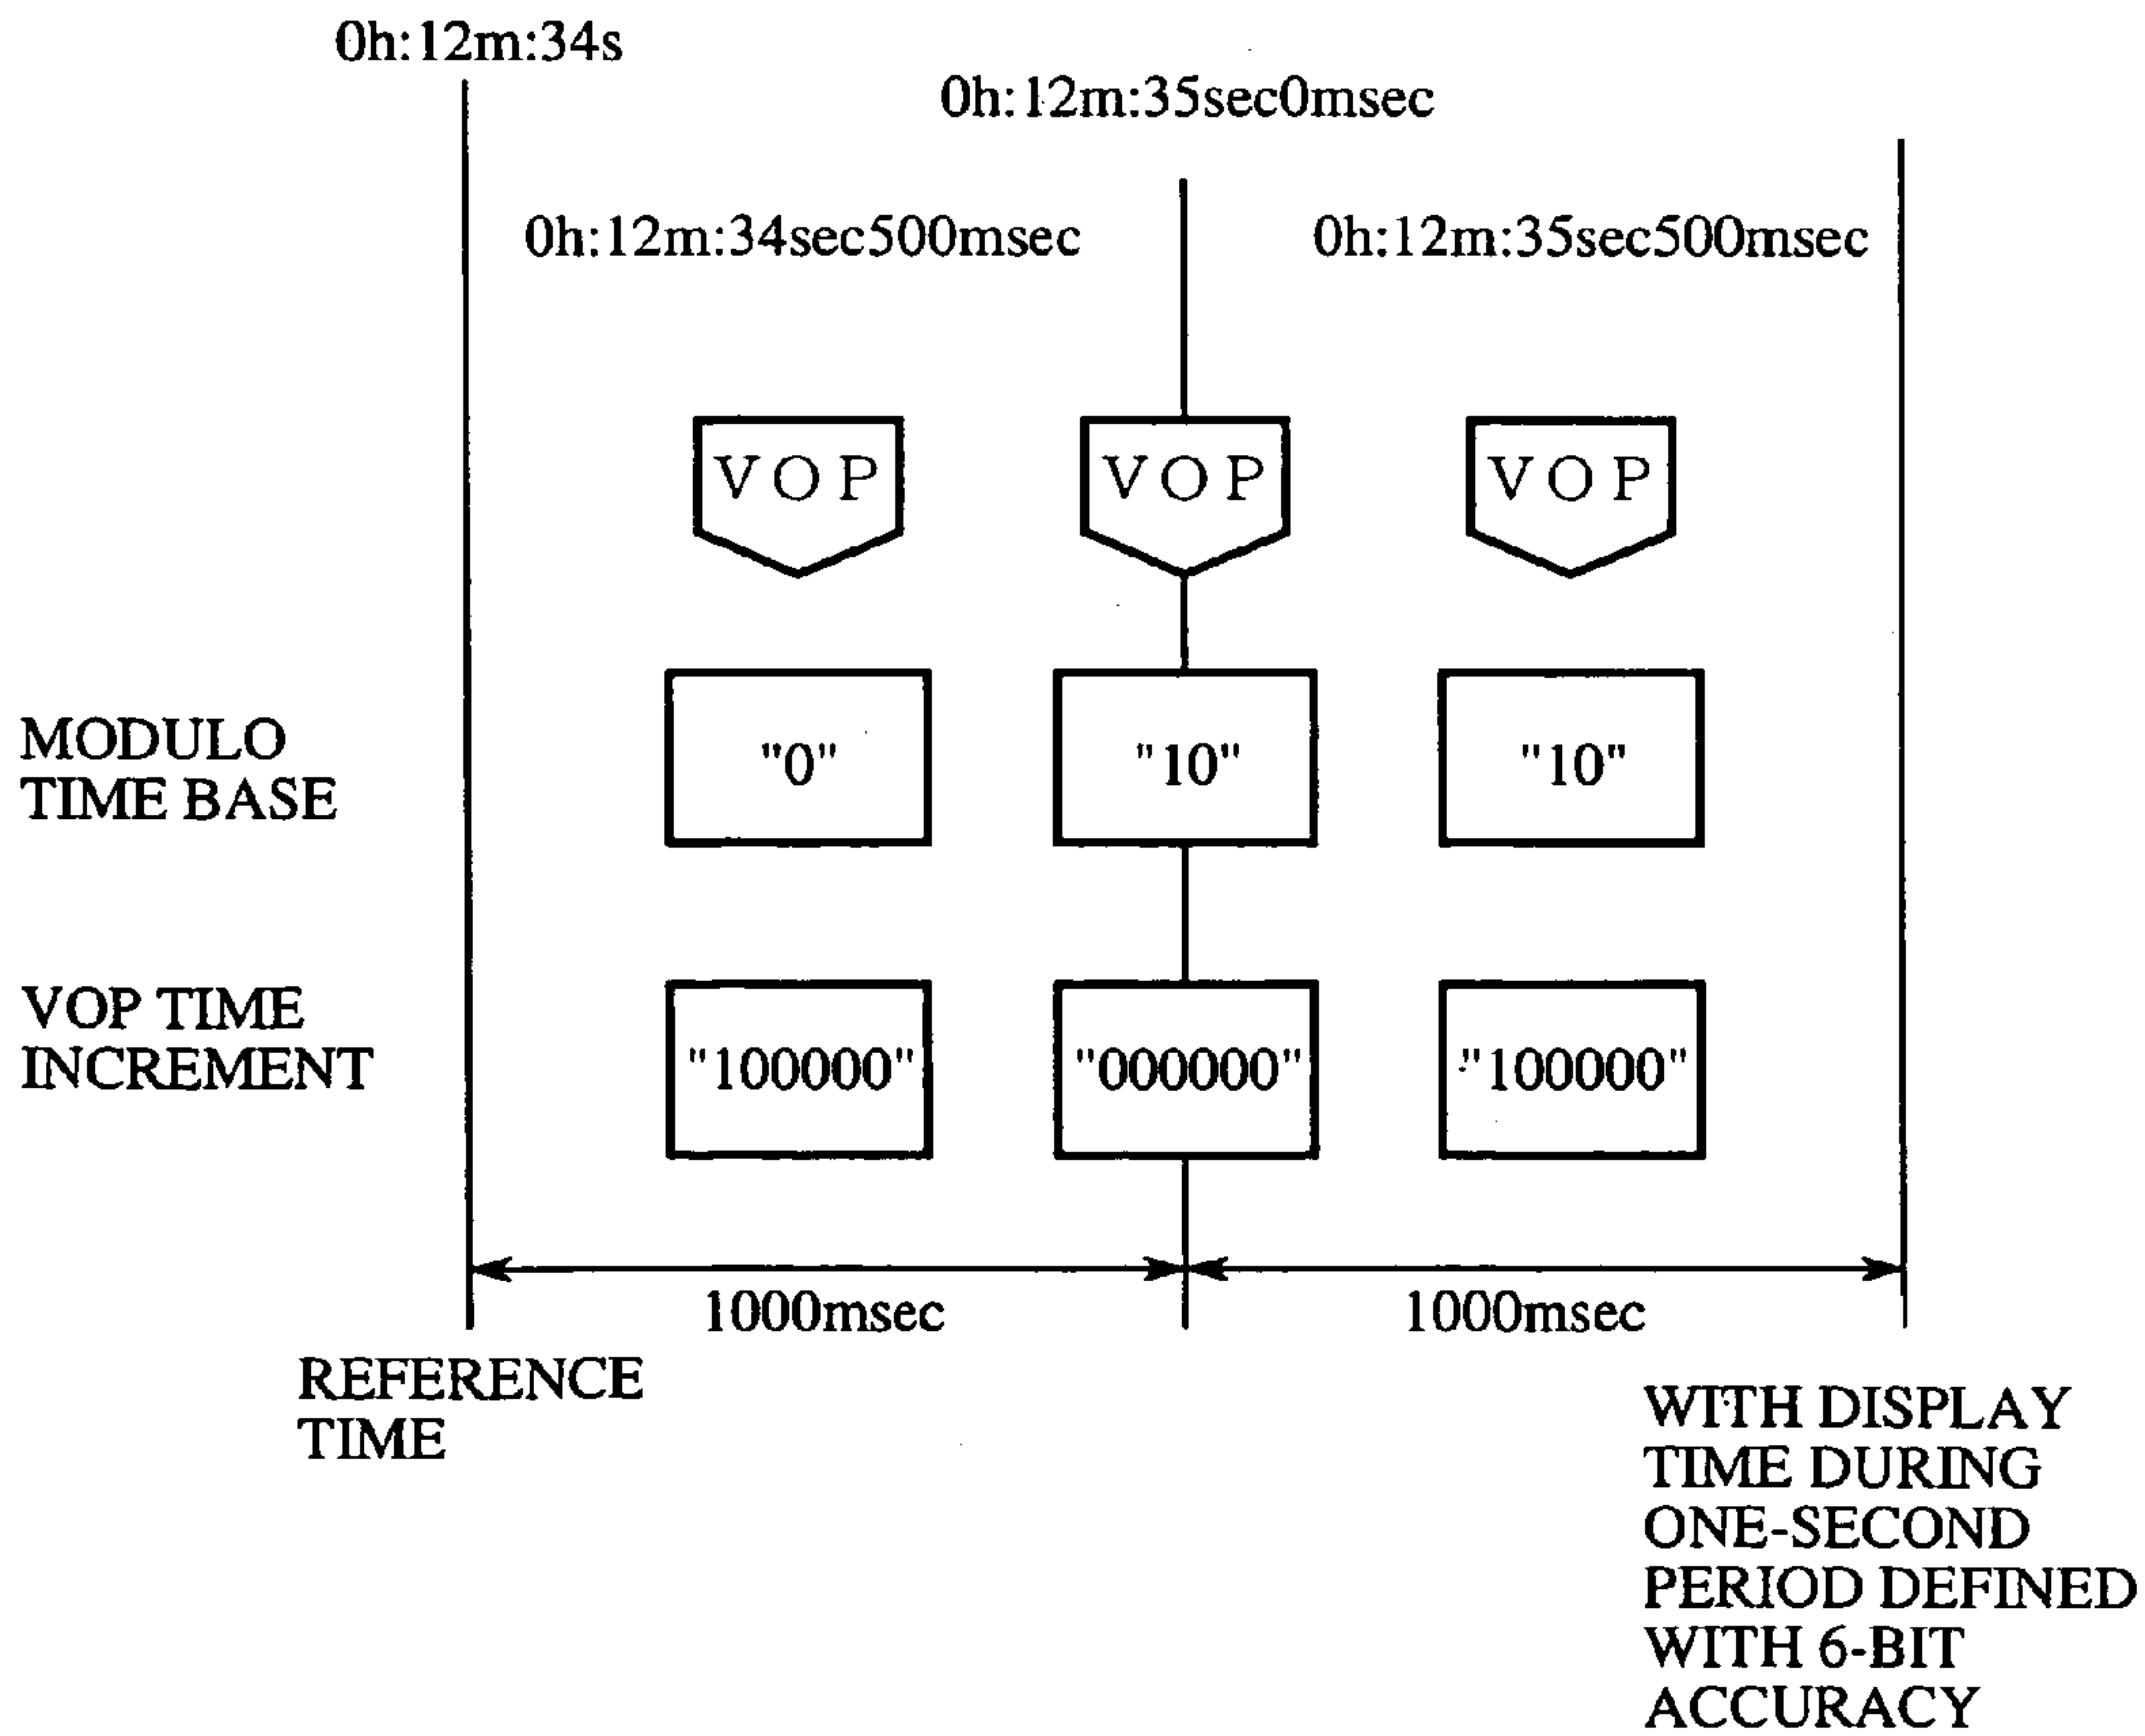 0h:12m:34s
0h:12m:35sec0msec
0h:12m:34sec500msec
0h:12m:35sec500msec
VOP
VOP
VOP
MODULO
TIME BASE
"0"
"10"
"10"
VOP TIME
INCREMENT
"100000"
"000000"
"100000"
1000msec
1000msec
REFERENCE
TIME
WITH DISPLAY
TIME DURING
ONE-SECOND
PERIOD DEFINED
WITH 6-BIT
ACCURACY